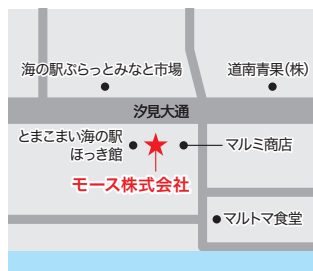 海の駅ぷらっとみなと市場
道南青果(株)
汐見大通
とまこまい海の駅
ほっき館
マルミ商店
モース株式会社
マルトマ食堂